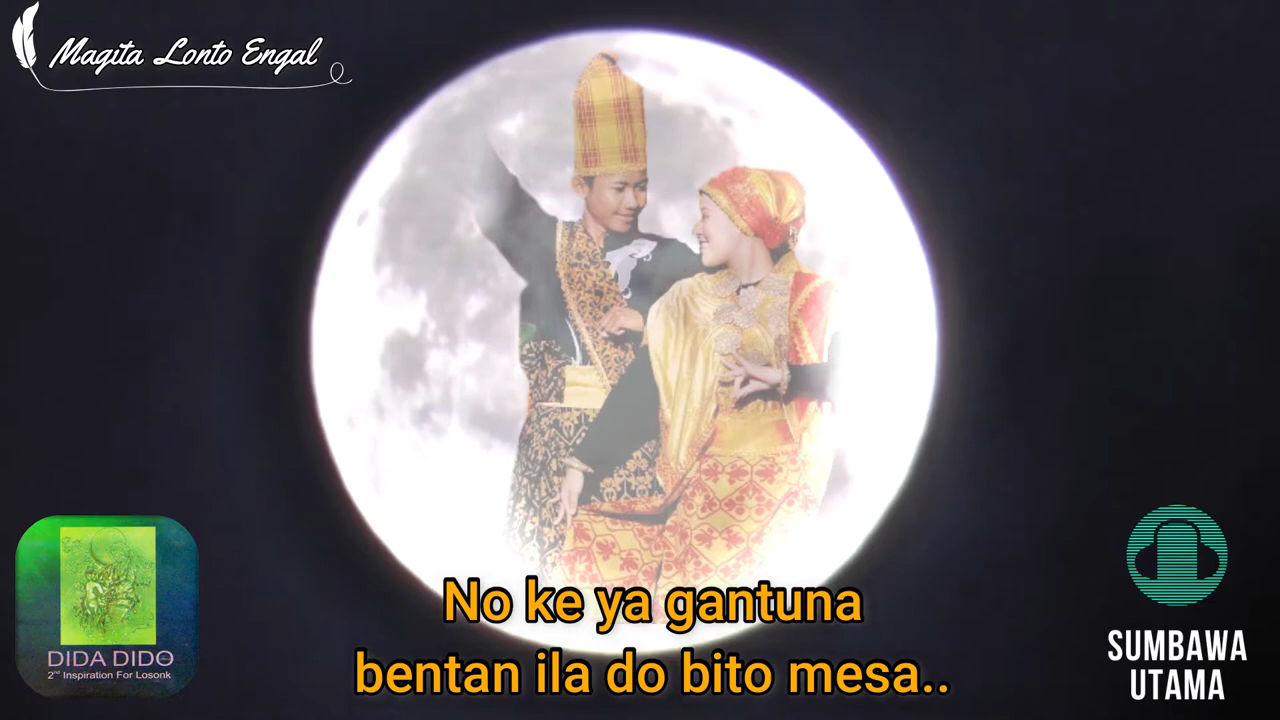 Magita Lonto Engal
No ke ya gantuna
bentan ila do bito mesa..
DIDA DIDO
2nd Inspiration For Losonk
SUMBAWA
UTAMA